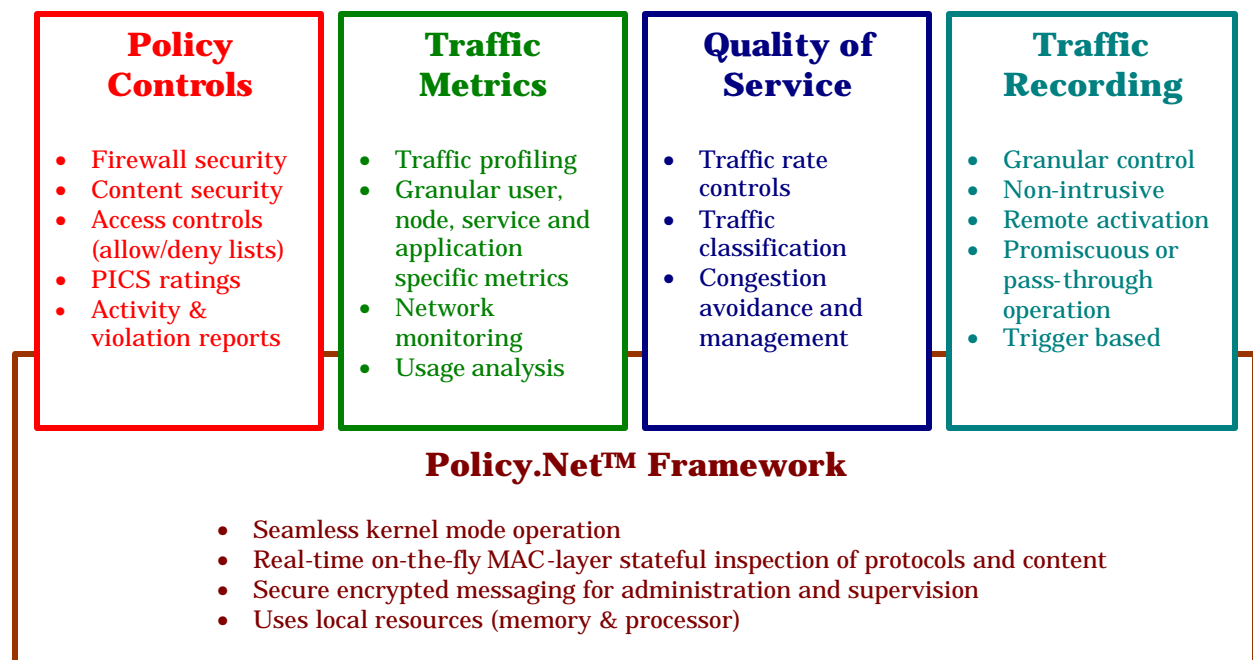 Policy
Controls
• Firewall security
• Content security
• Access controls
(allow/deny lists)
• PICS ratings
• Activity &
violation reports
Traffic
Metrics
• Traffic profiling
• Granular user,
node, service and
application
specific metrics
• Network
monitoring
• Usage analysis
Quality of
Service
• Traffic rate
controls
• Traffic
classification
• Congestion
avoidance and
management
Traffic
Recording
• Granular control
• Non-intrusive
• Remote activation
• Promiscuous or
pass-through
operation
• Trigger based
Policy.Net™ Framework
• Seamless kernel mode operation
• Real-time on-the-fly MAC-layer stateful inspection of protocols and content
• Secure encrypted messaging for administration and supervision
• Uses local resources (memory & processor)